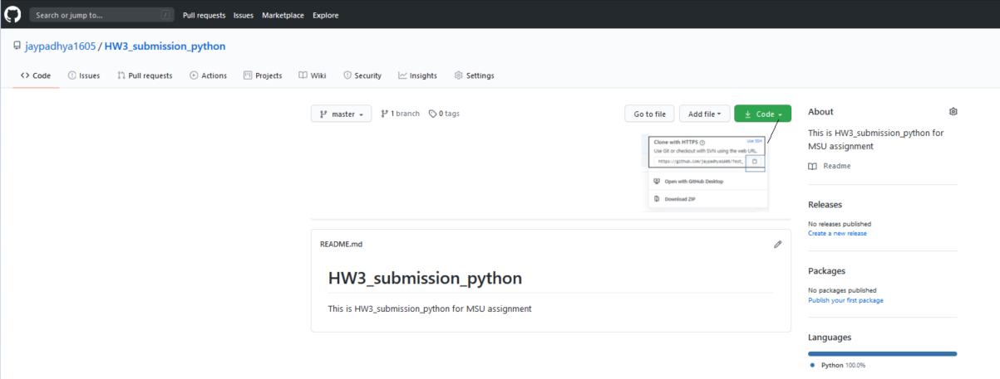 Search or jump to... /
Pull requests Issues Marketplace Explore
jaypadhya1605 / HW3_submission_python
Code Issues Pull requests Actions Projects Wiki Security Insights Settings
master 1 branch 0 tags Go to file Add file Code
Clone with HTTPS Use SSH
Use Git or checkout with SVN using the web URL.
https://github.com/jaypadhya1605/Test_
Open with GitHub Desktop
Download ZIP
README.md
HW3_submission_python
This is HW3_submission_python for MSU assignment
About
This is HW3_submission_python for
MSU assignment
Readme
Releases
No releases published
Create a new release
Packages
No packages published
Publish your first package
Languages
Python 100.0%